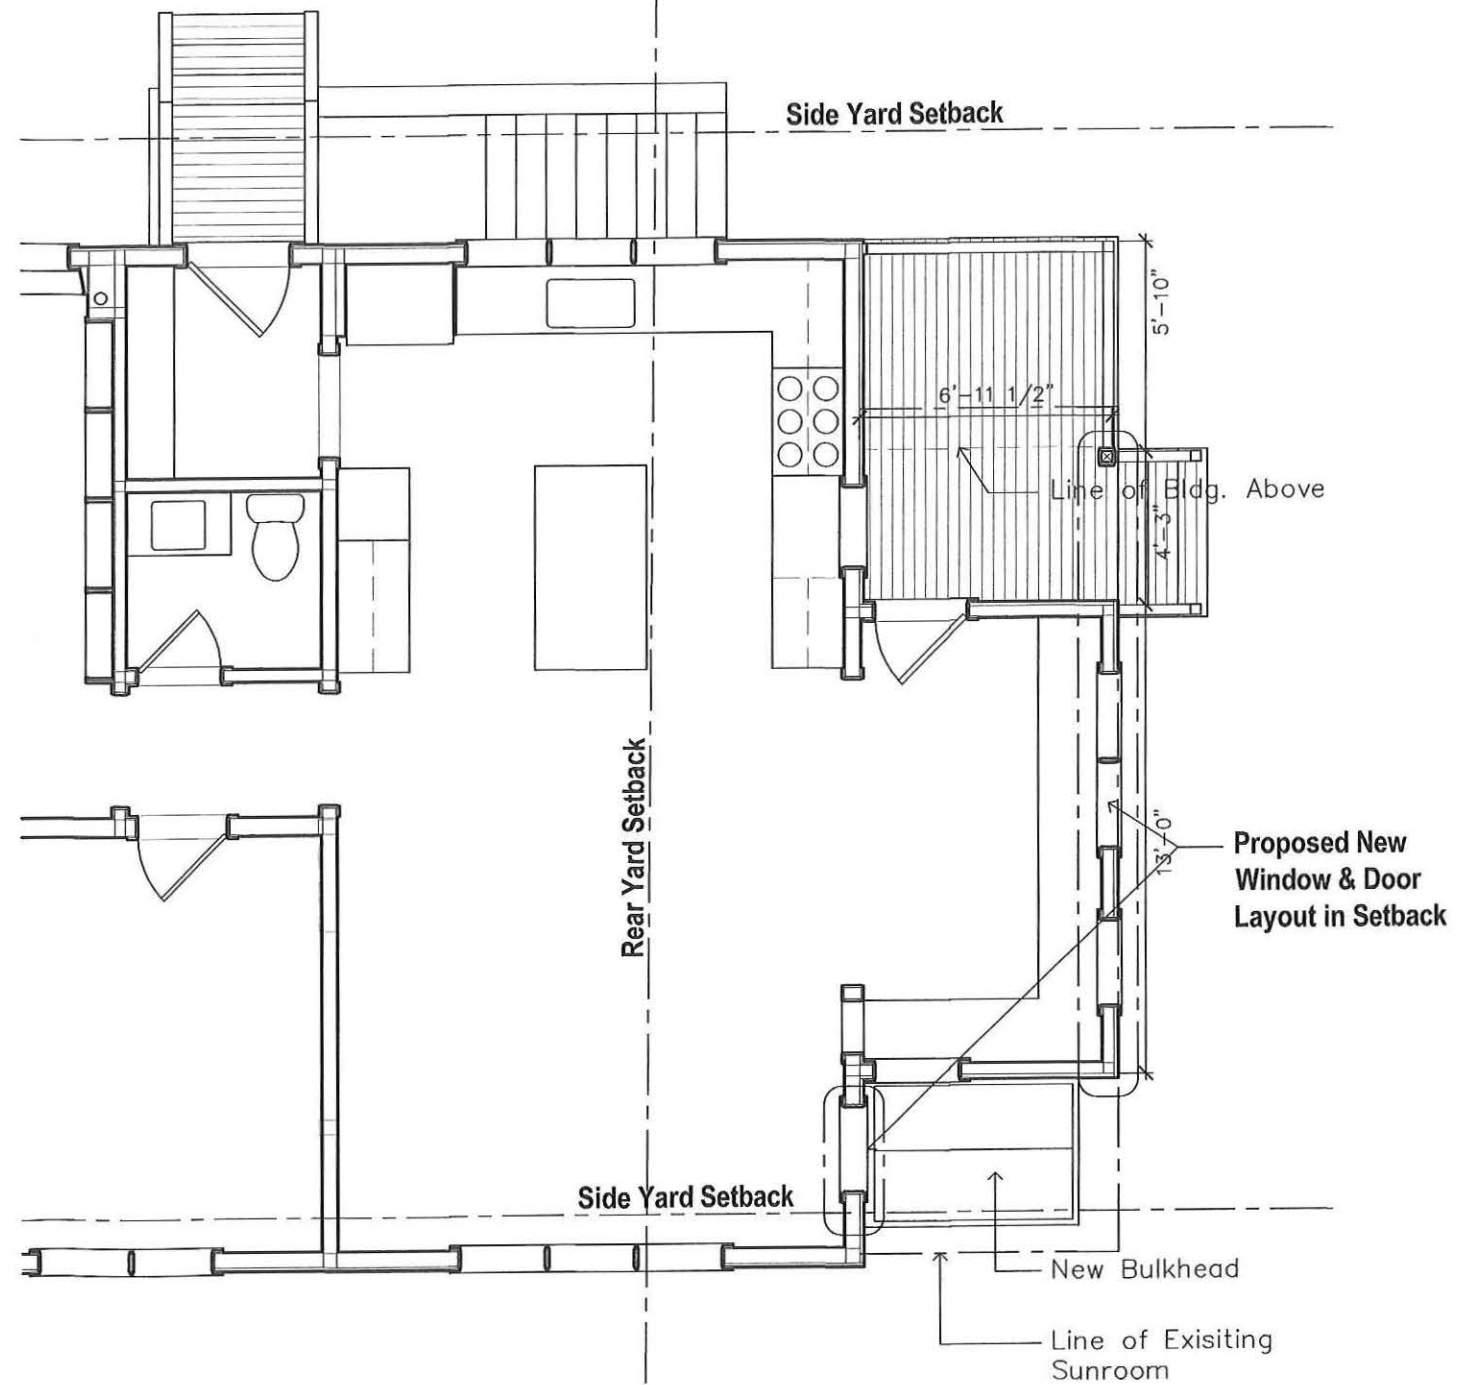 Side Yard Setback
5'-10"
6'-11 1/2"
Line of Bldg. Above
4'-3"
Rear Yard Setback
13'-0"
Proposed New
Window & Door
Layout in Setback
Side Yard Setback
New Bulkhead
Line of Exisiting
Sunroom